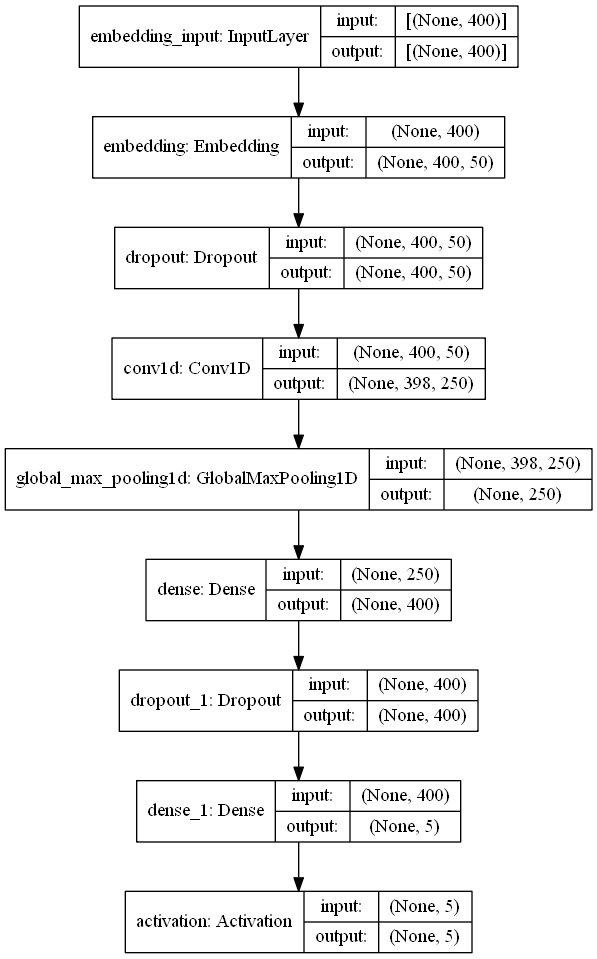 embedding_input: InputLayer
input: [(None, 400)]
output: [(None, 400)]
embedding: Embedding
input: (None, 400)
output: (None, 400, 50)
dropout: Dropout
input: (None, 400, 50)
output: (None, 400, 50)
conv1d: Conv1D
input: (None, 400, 50)
output: (None, 398, 250)
global_max_pooling1d: GlobalMaxPooling1D
input: (None, 398, 250)
output: (None, 250)
dense: Dense
input: (None, 250)
output: (None, 400)
dropout_1: Dropout
input: (None, 400)
output: (None, 400)
dense_1: Dense
input: (None, 400)
output: (None, 5)
activation: Activation
input: (None, 5)
output: (None, 5)